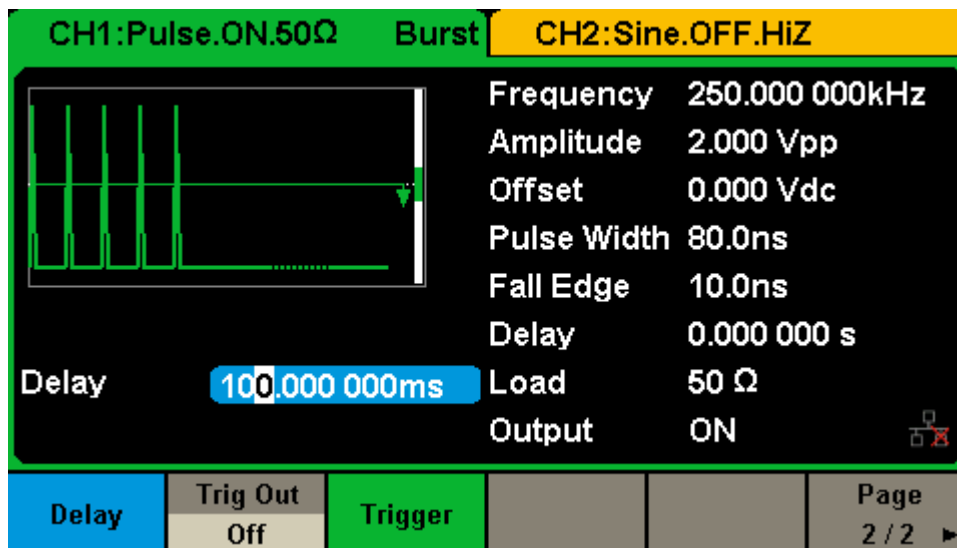 CH1:Pulse.ON.50Ω Burst
CH2:Sine.OFF.HiZ
Frequency 250.000 000kHz
Amplitude 2.000 Vpp
Offset 0.000 Vdc
Pulse Width 80.0ns
Fall Edge 10.0ns
Delay 0.000 000 s
Delay 100.000 000ms
Load 50 Ω
Output ON
Delay
Trig Out
Off
Trigger
Page
2 / 2